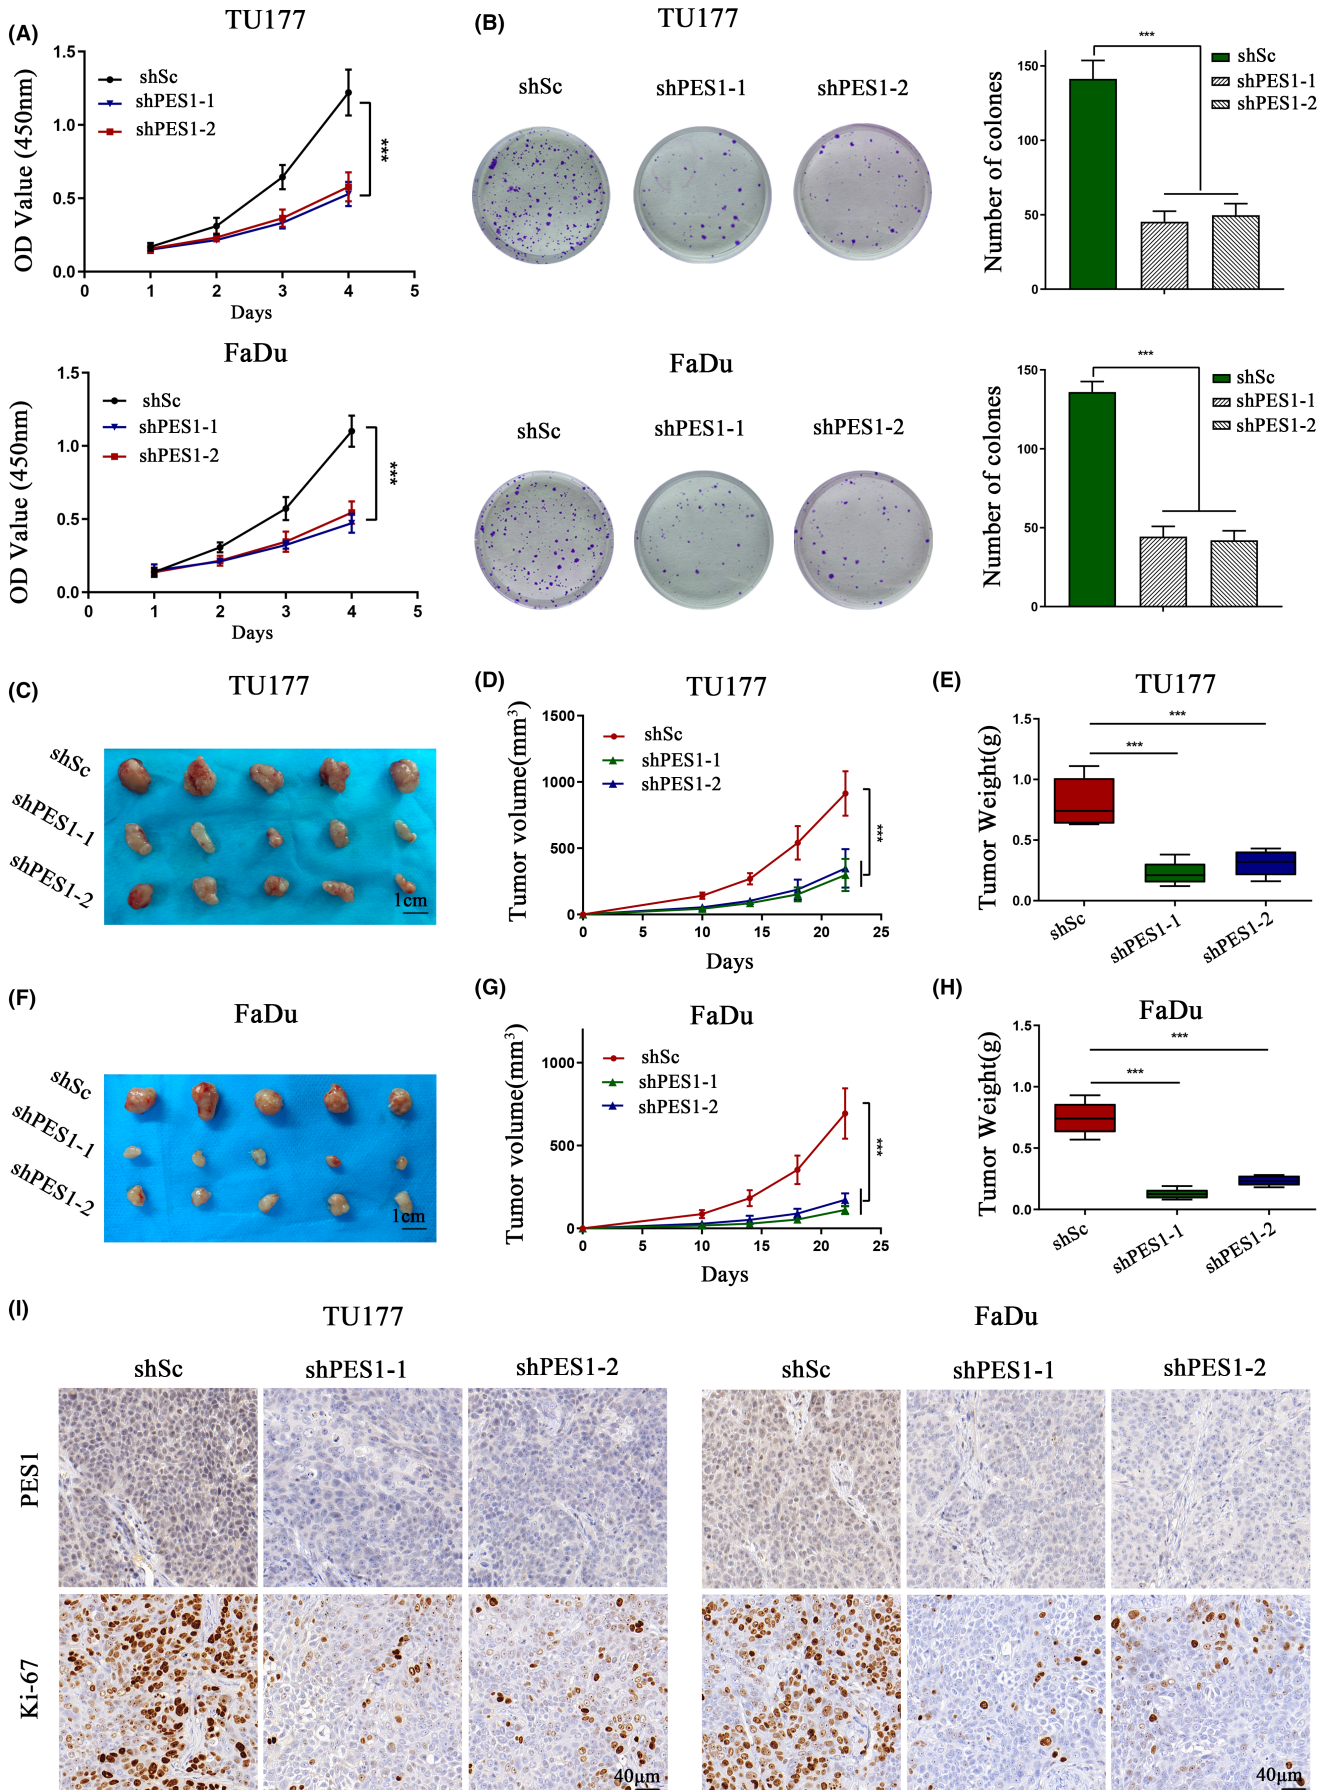 (A)
TU177
OD Value (450nm)
1.5
1.0
0.5
0.0
shSc
shPES1-1
shPES1-2
***
0 1 2 3 4 5
Days
FaDu
OD Value (450nm)
1.5
1.0
0.5
0.0
shSc
shPES1-1
shPES1-2
***
0 1 2 3 4 5
Days
(B)
TU177
shSc shPES1-1 shPES1-2
Number of colones
150
100
50
0
***
shSc
shPES1-1
shPES1-2
FaDu
shSc shPES1-1 shPES1-2
Number of colones
150
100
50
0
***
shSc
shPES1-1
shPES1-2
(C)
TU177
shSc
shPES1-1
shPES1-2
1cm
(D)
TU177
Tumor volume(mm³)
1500
1000
500
0
shSc
shPES1-1
shPES1-2
***
0 5 10 15 20 25
Days
(E)
TU177
Tumor Weight(g)
1.5
1.0
0.5
0.0
***
***
shSc
shPES1-1
shPES1-2
(F)
FaDu
shSc
shPES1-1
shPES1-2
1cm
(G)
FaDu
Tumor volume(mm³)
1000
500
0
shSc
shPES1-1
shPES1-2
***
0 5 10 15 20 25
Days
(H)
FaDu
Tumor Weight(g)
1.5
1.0
0.5
0.0
***
***
shSc
shPES1-1
shPES1-2
(I)
TU177 FaDu
shSc shPES1-1 shPES1-2 shSc shPES1-1 shPES1-2
PES1
Ki-67
40μm 40μm